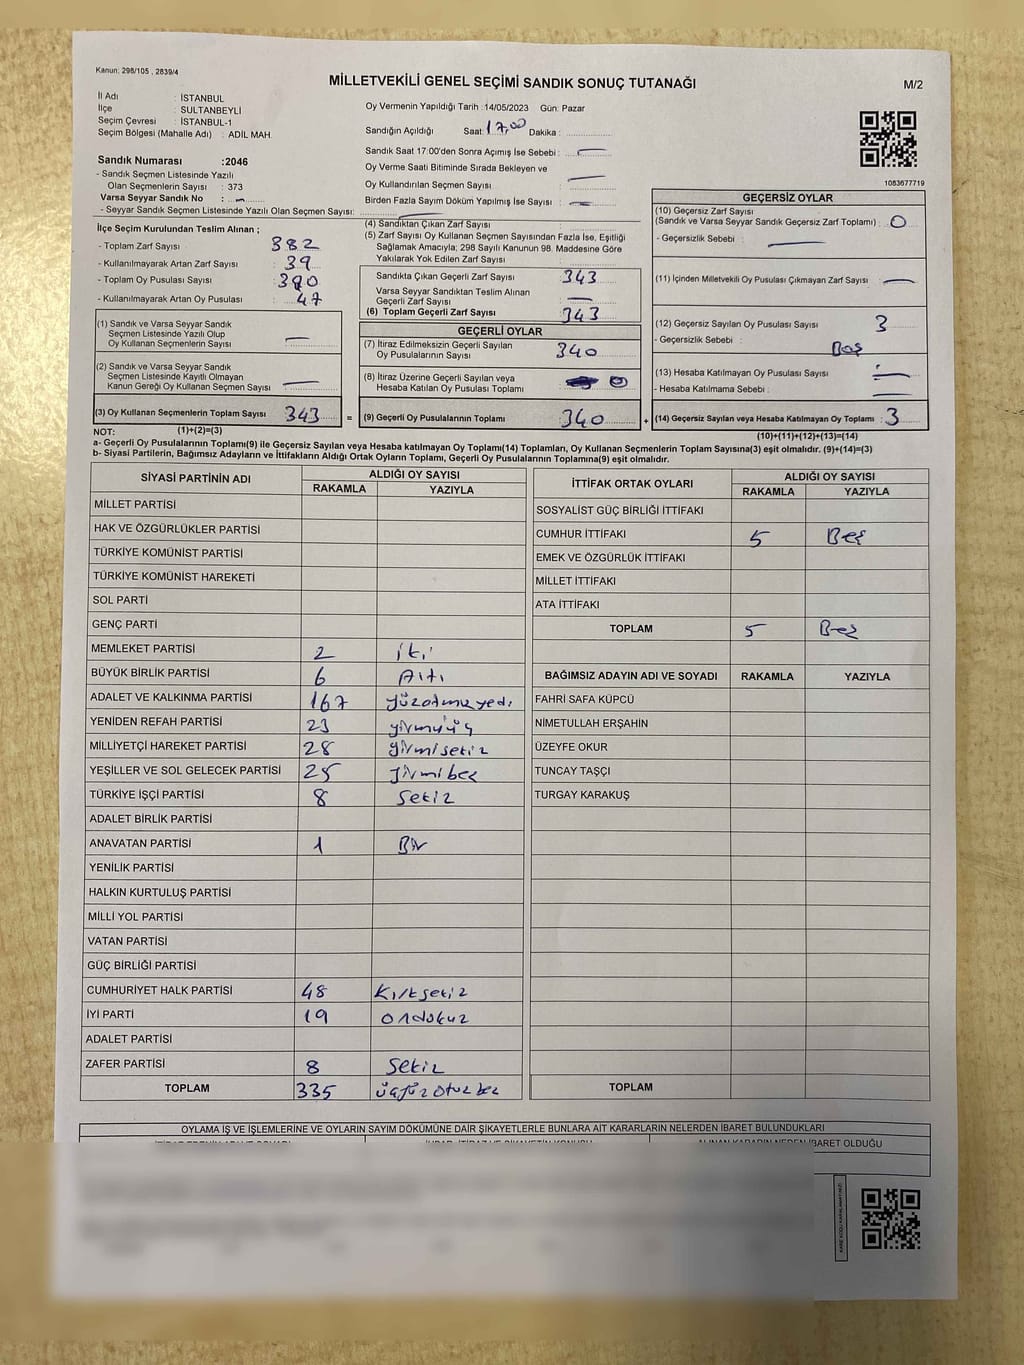 Kanun: 298/105 , 2839/4
MİLLETVEKİLİ GENEL SEÇİMİ SANDIK SONUÇ TUTANAĞI
M/2
İl Adı : İSTANBUL
İlçe : SULTANBEYLİ
Seçim Çevresi : İSTANBUL-1
Seçim Bölgesi (Mahalle Adı) : ADİL MAH.
Sandık Numarası :2046
- Sandık Seçmen Listesinde Yazılı
Olan Seçmenlerin Sayısı : 373
Varsa Seyyar Sandık No : —
- Seyyar Sandık Seçmen Listesinde Yazılı Olan Seçmen Sayısı: —
Oy Vermenin Yapıldığı Tarih :14/05/2023 Gün: Pazar
Sandığın Açıldığı Saat: 17,00 Dakika :
Sandık Saat 17:00'den Sonra Açımış İse Sebebi : —
Oy Verme Saati Bitiminde Sırada Bekleyen ve
Oy Kullandırılan Seçmen Sayısı : —
Birden Fazla Sayım Döküm Yapılmış İse Sayısı : —
1083677719
İlçe Seçim Kurulundan Teslim Alınan ;
- Toplam Zarf Sayısı : 382
- Kullanılmayarak Artan Zarf Sayısı : 39
- Toplam Oy Pusulası Sayısı : 390
- Kullanılmayarak Artan Oy Pusulası : 47
(1) Sandık ve Varsa Seyyar Sandık
Seçmen Listesinde Yazılı Olup
Oy Kullanan Seçmenlerin Sayısı : —
(2) Sandık ve Varsa Seyyar Sandık
Seçmen Listesinde Kayıtlı Olmayan
Kanun Gereği Oy Kullanan Seçmen Sayısı : —
(3) Oy Kullanan Seçmenlerin Toplam Sayısı 343 =
(4) Sandıktan Çıkan Zarf Sayısı :
(5) Zarf Sayısı Oy Kullanan Seçmen Sayısından Fazla İse, Eşitliği
Sağlamak Amacıyla; 298 Sayılı Kanunun 98. Maddesine Göre
Yakılarak Yok Edilen Zarf Sayısı :
Sandıkta Çıkan Geçerli Zarf Sayısı 343
Varsa Seyyar Sandıktan Teslim Alınan
Geçerli Zarf Sayısı —
(6) Toplam Geçerli Zarf Sayısı : 343
GEÇERLİ OYLAR
(7) İtiraz Edilmeksizin Geçerli Sayılan
Oy Pusulalarının Sayısı : 340
(8) İtiraz Üzerine Geçerli Sayılan veya
Hesaba Katılan Oy Pusulası Toplamı : 0
(9) Geçerli Oy Pusulalarının Toplamı : 340 +
GEÇERSİZ OYLAR
(10) Geçersiz Zarf Sayısı
(Sandık ve Varsa Seyyar Sandık Geçersiz Zarf Toplamı) : 0
- Geçersizlik Sebebi : —
(11) İçinden Milletvekili Oy Pusulası Çıkmayan Zarf Sayısı : —
(12) Geçersiz Sayılan Oy Pusulası Sayısı : 3
- Geçersizlik Sebebi : Boş
(13) Hesaba Katılmayan Oy Pusulası Sayısı : —
- Hesaba Katılmama Sebebi : —
(14) Geçersiz Sayılan veya Hesaba Katılmayan Oy Toplamı : 3
NOT: (1)+(2)=(3)
(10)+(11)+(12)+(13)=(14)
a- Geçerli Oy Pusulalarının Toplamı(9) ile Geçersiz Sayılan veya Hesaba katılmayan Oy Toplamı(14) Toplamları, Oy Kullanan Seçmenlerin Toplam Sayısına(3) eşit olmalıdır. (9)+(14)=(3)
b- Siyasi Partilerin, Bağımsız Adayların ve İttifakların Aldığı Ortak Oyların Toplamı, Geçerli Oy Pusulalarının Toplamına(9) eşit olmalıdır.
SİYASİ PARTİNİN ADI ALDIĞI OY SAYISI
RAKAMLA YAZIYLA
MİLLET PARTİSİ
HAK VE ÖZGÜRLÜKLER PARTİSİ
TÜRKİYE KOMÜNİST PARTİSİ
TÜRKİYE KOMÜNİST HAREKETİ
SOL PARTİ
GENÇ PARTİ
MEMLEKET PARTİSİ 2 iki
BÜYÜK BİRLİK PARTİSİ 6 Altı
ADALET VE KALKINMA PARTİSİ 167 yüzatmışyedi
YENİDEN REFAH PARTİSİ 23 yirmiüç
MİLLİYETÇİ HAREKET PARTİSİ 28 yirmisekiz
YEŞİLLER VE SOL GELECEK PARTİSİ 25 yirmibeş
TÜRKİYE İŞÇİ PARTİSİ 8 sekiz
ADALET BİRLİK PARTİSİ
ANAVATAN PARTİSİ 1 Bir
YENİLİK PARTİSİ
HALKIN KURTULUŞ PARTİSİ
MİLLİ YOL PARTİSİ
VATAN PARTİSİ
GÜÇ BİRLİĞİ PARTİSİ
CUMHURİYET HALK PARTİSİ 48 kırksekiz
İYİ PARTİ 19 ondokuz
ADALET PARTİSİ
ZAFER PARTİSİ 8 sekiz
TOPLAM 335 üçyüzotuzbeş
İTTİFAK ORTAK OYLARI ALDIĞI OY SAYISI
RAKAMLA YAZIYLA
SOSYALİST GÜÇ BİRLİĞİ İTTİFAKI
CUMHUR İTTİFAKI 5 Beş
EMEK VE ÖZGÜRLÜK İTTİFAKI
MİLLET İTTİFAKI
ATA İTTİFAKI
TOPLAM 5 Beş
BAĞIMSIZ ADAYIN ADI VE SOYADI RAKAMLA YAZIYLA
FAHRİ SAFA KÜPCÜ
NİMETULLAH ERŞAHİN
ÜZEYFE OKUR
TUNCAY TAŞÇI
TURGAY KARAKUŞ
TOPLAM
OYLAMA İŞ VE İŞLEMLERİNE VE OYLARIN SAYIM DÖKÜMÜNE DAİR ŞİKAYETLERLE BUNLARA AİT KARARLARIN NELERDEN İBARET BULUNDUKLARI
ALINAN KARARIN NEDEN İBARET OLDUĞU